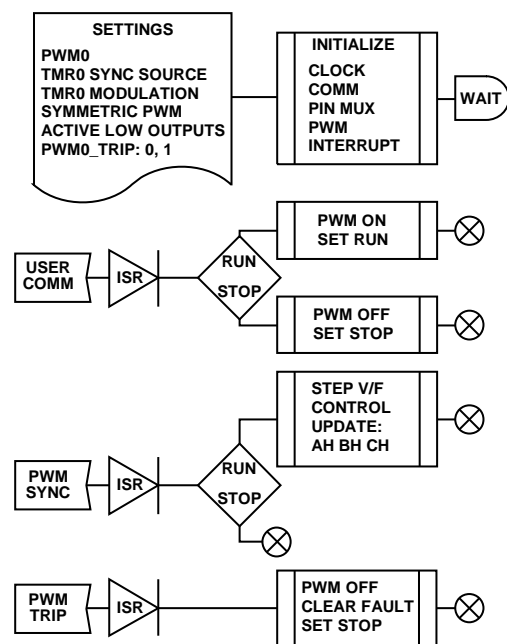 SETTINGS
PWM0
TMR0 SYNC SOURCE
TMR0 MODULATION
SYMMETRIC PWM
ACTIVE LOW OUTPUTS
PWM0_TRIP: 0, 1
INITIALIZE
CLOCK
COMM
PIN MUX
PWM
INTERRUPT
WAIT
USER
COMM
ISR
RUN
STOP
PWM ON
SET RUN
PWM OFF
SET STOP
PWM
SYNC
ISR
RUN
STOP
STEP V/F
CONTROL
UPDATE:
AH BH CH
PWM
TRIP
ISR
PWM OFF
CLEAR FAULT
SET STOP